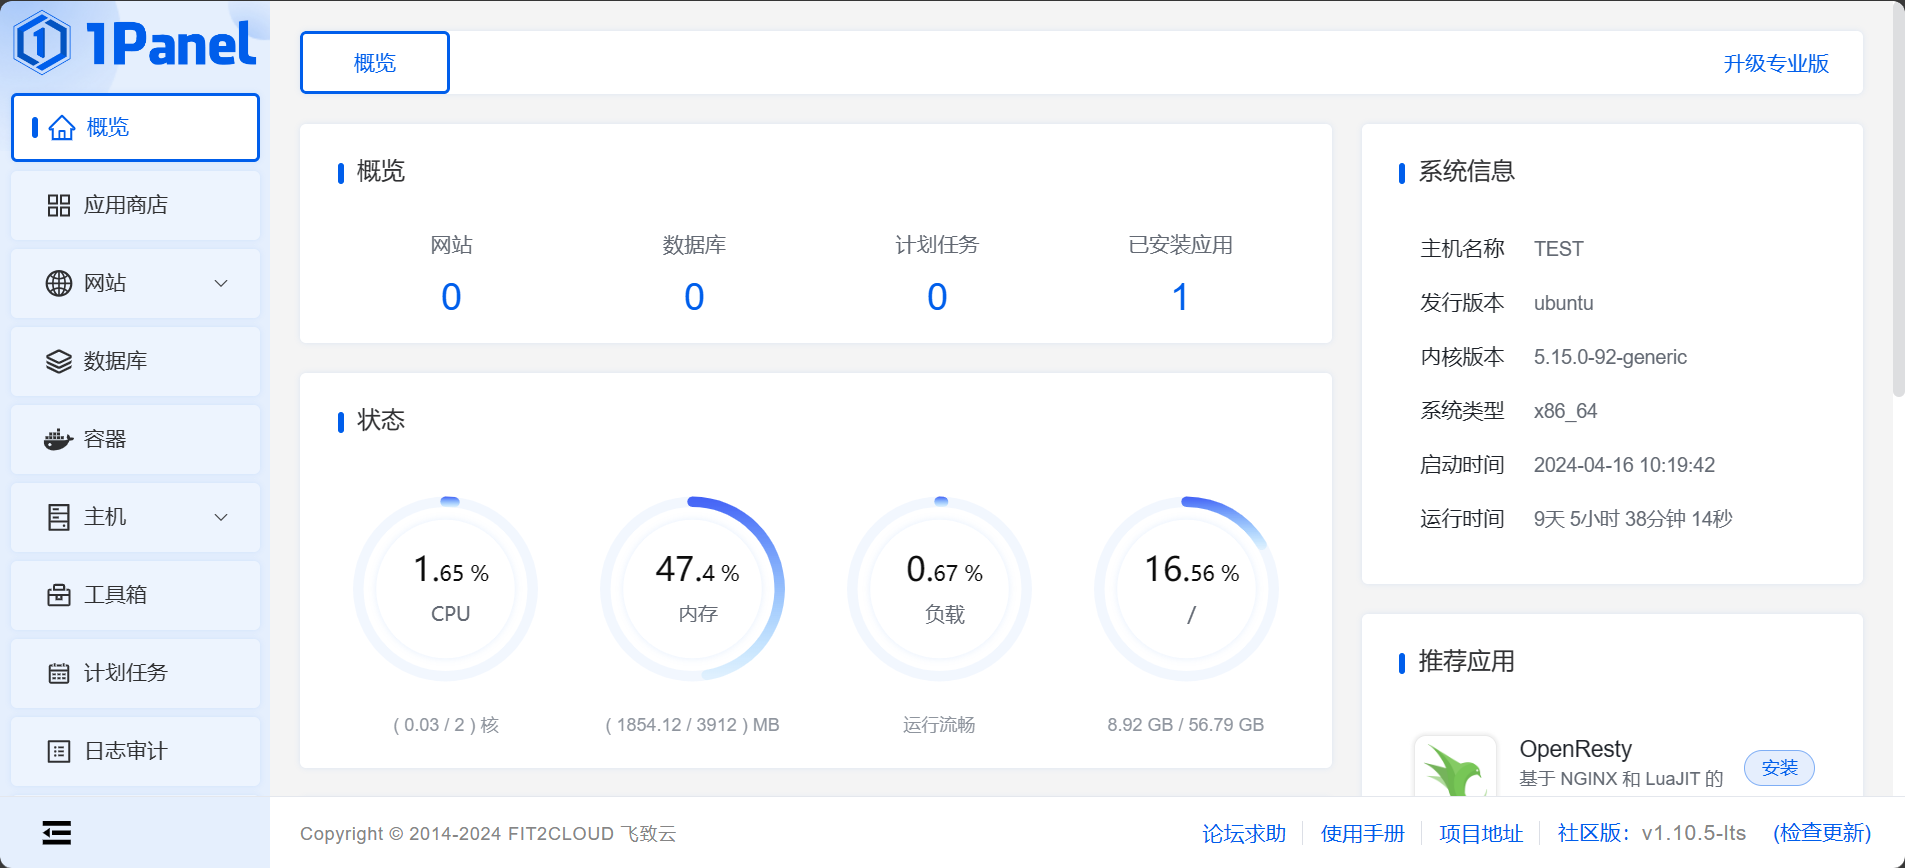 1Panel
概览
应用商店
网站
数据库
容器
主机
工具箱
计划任务
日志审计
概览
升级专业版
概览
网站 数据库 计划任务 已安装应用
0 0 0 1
状态
1.65 % 47.4 % 0.67 % 16.56 %
CPU 内存 负载 /
( 0.03 / 2 ) 核 ( 1854.12 / 3912 ) MB 运行流畅 8.92 GB / 56.79 GB
系统信息
主机名称 TEST
发行版本 ubuntu
内核版本 5.15.0-92-generic
系统类型 x86_64
启动时间 2024-04-16 10:19:42
运行时间 9天 5小时 38分钟 14秒
推荐应用
OpenResty
基于 NGINX 和 LuaJIT 的
安装
Copyright © 2014-2024 FIT2CLOUD 飞致云
论坛求助 使用手册 项目地址 社区版： v1.10.5-lts (检查更新)